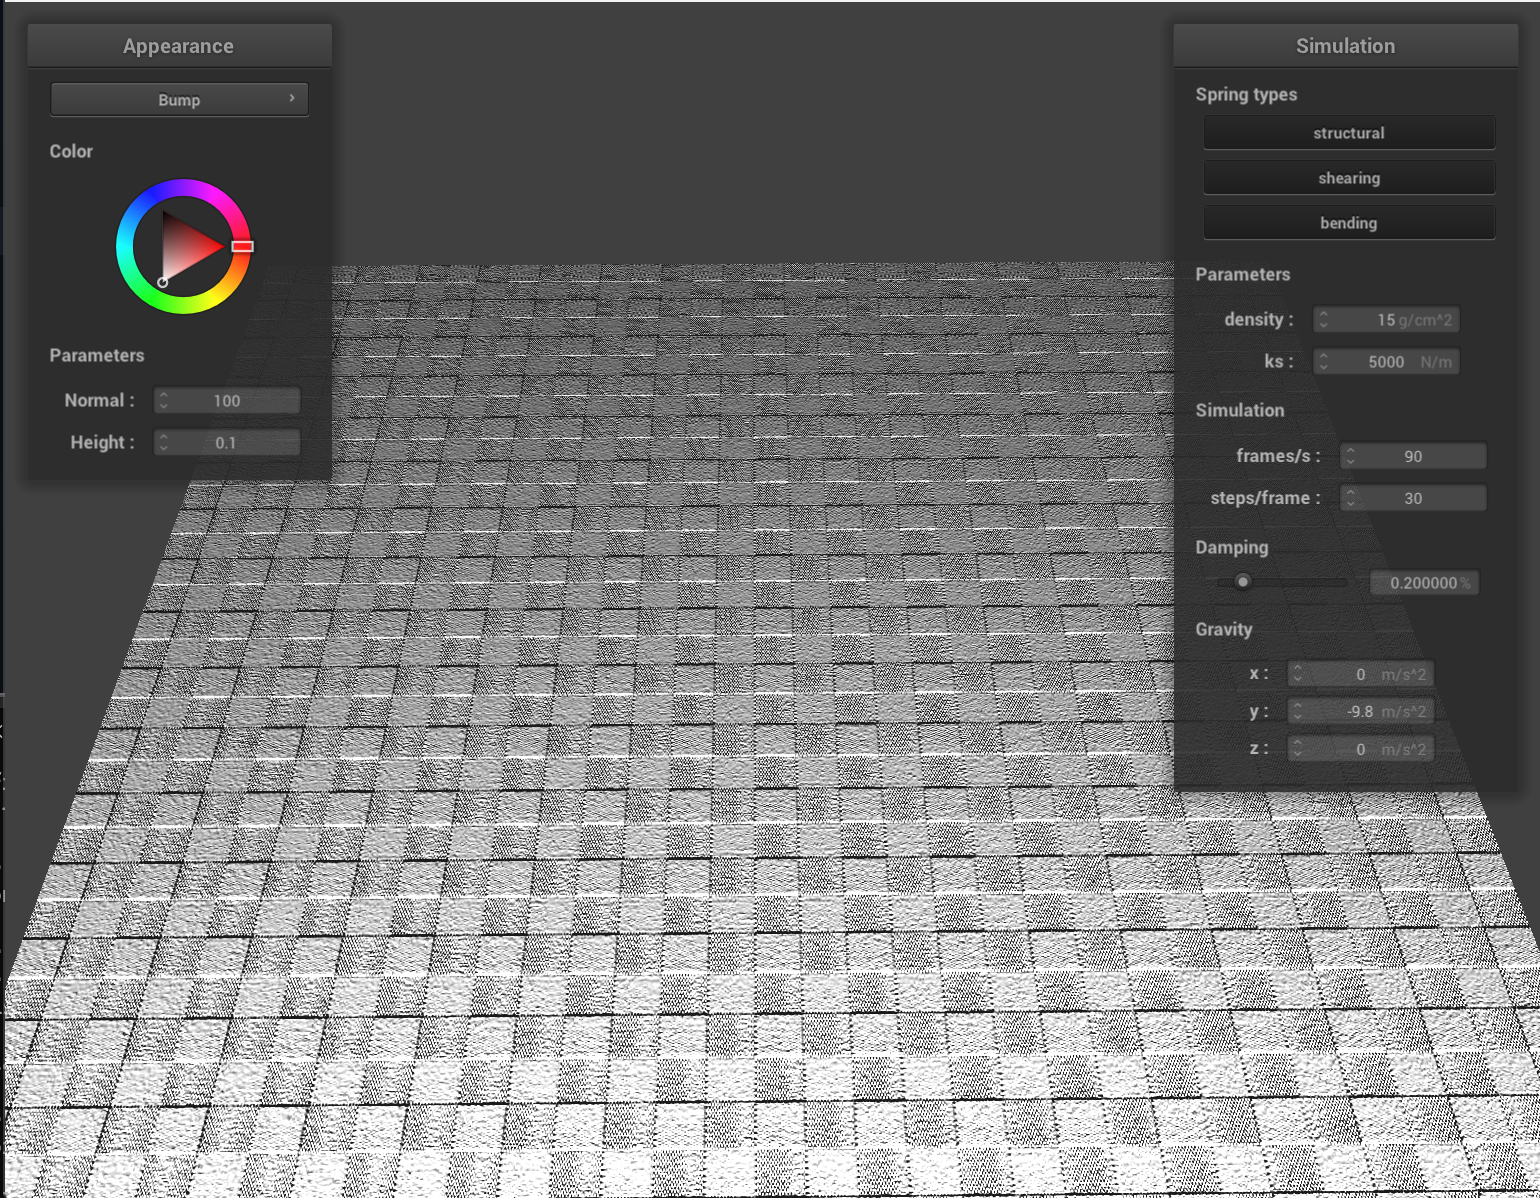 Appearance
Bump
Color
Parameters
Normal : 100
Height : 0.1
Simulation
Spring types
structural
shearing
bending
Parameters
density : 15 g/cm^2
ks : 5000 N/m
Simulation
frames/s : 90
steps/frame : 30
Damping
0.200000 %
Gravity
x : 0 m/s^2
y : -9.8 m/s^2
z : 0 m/s^2